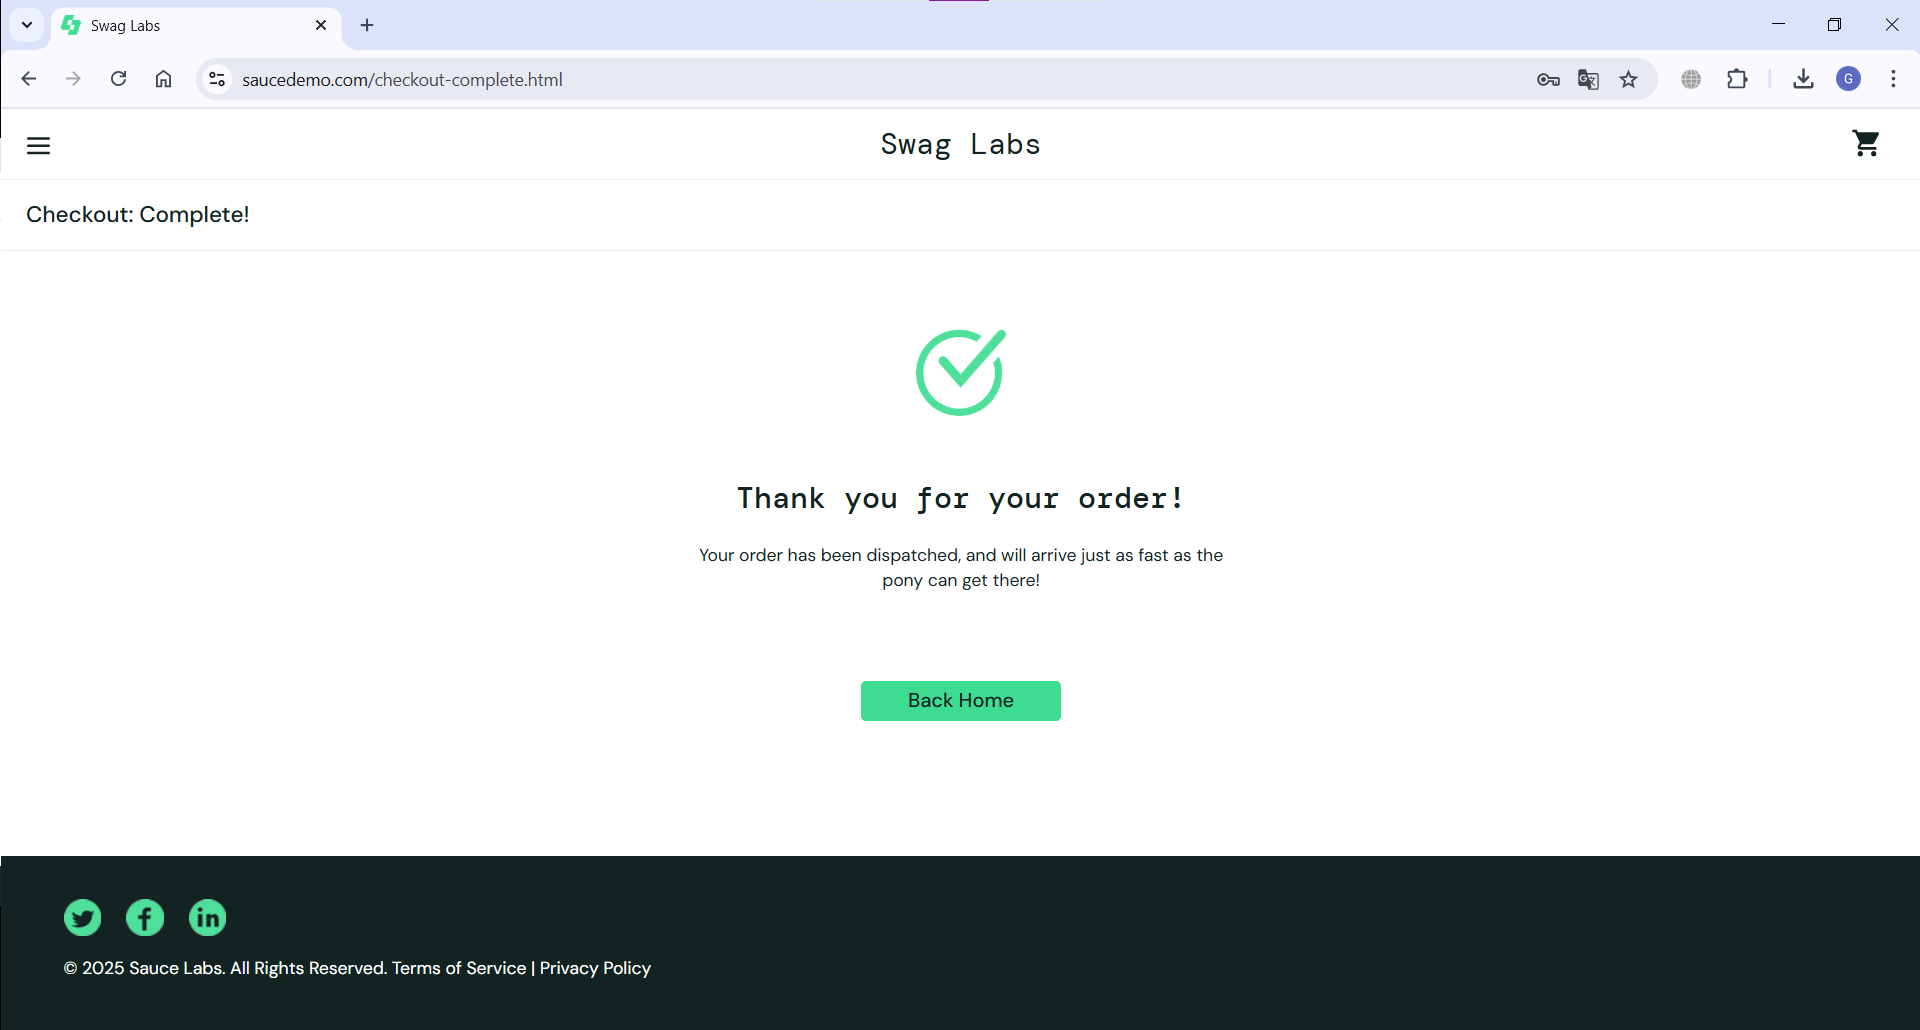 Swag Labs
saucedemo.com/checkout-complete.html
G
Swag Labs
Checkout: Complete!
Thank you for your order!
Your order has been dispatched, and will arrive just as fast as the
pony can get there!
Back Home
© 2025 Sauce Labs. All Rights Reserved. Terms of Service | Privacy Policy